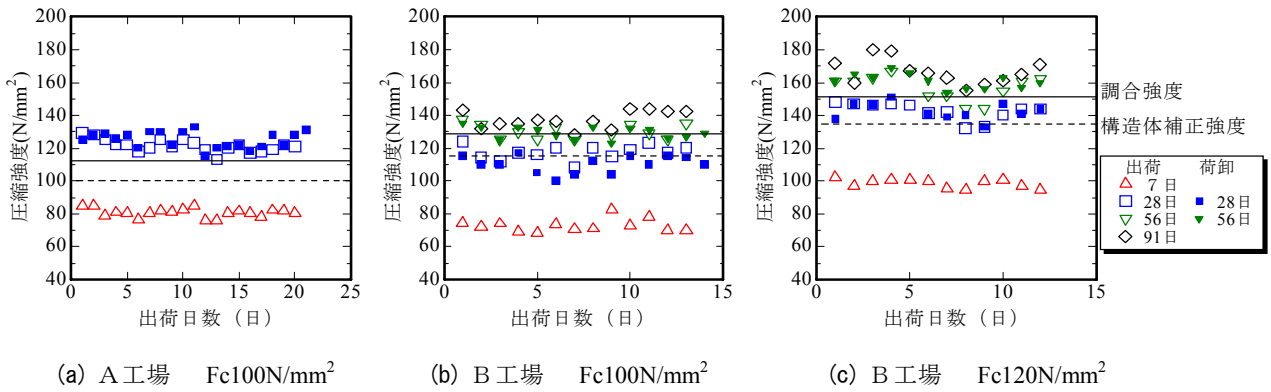 圧縮強度(N/mm²)
200
180
160
140
120
100
80
60
40
0 5 10 15 20 25
出荷日数（日）
(a) A工場 Fc100N/mm²
圧縮強度(N/mm²)
200
180
160
140
120
100
80
60
40
0 5 10 15
出荷日数（日）
(b) B工場 Fc100N/mm²
圧縮強度(N/mm²)
200
180
160
140
120
100
80
60
40
0 5 10 15
出荷日数（日）
(c) B工場 Fc120N/mm²
調合強度
構造体補正強度
出荷 荷卸
7日
28日 28日
56日 56日
91日